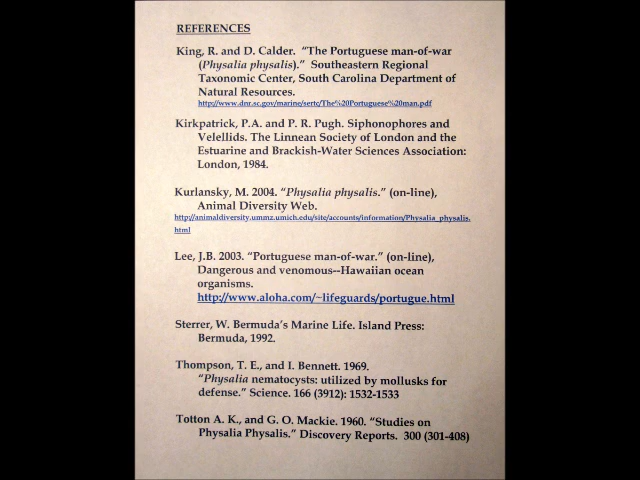 REFERENCES
King, R. and D. Calder. “The Portuguese man-of-war
(Physalia physalis).” Southeastern Regional
Taxonomic Center, South Carolina Department of
Natural Resources.
http://www.dnr.sc.gov/marine/sertc/The%20Portuguese%20man.pdf
Kirkpatrick, P.A. and P. R. Pugh. Siphonophores and
Velellids. The Linnean Society of London and the
Estuarine and Brackish-Water Sciences Association:
London, 1984.
Kurlansky, M. 2004. “Physalia physalis.” (on-line),
Animal Diversity Web.
http://animaldiversity.ummz.umich.edu/site/accounts/information/Physalia_physalis.
html
Lee, J.B. 2003. “Portuguese man-of-war.” (on-line),
Dangerous and venomous--Hawaiian ocean
organisms.
http://www.aloha.com/~lifeguards/portugue.html
Sterrer, W. Bermuda’s Marine Life. Island Press:
Bermuda, 1992.
Thompson, T. E., and I. Bennett. 1969.
“Physalia nematocysts: utilized by mollusks for
defense.” Science. 166 (3912): 1532-1533
Totton A. K., and G. O. Mackie. 1960. “Studies on
Physalia Physalis.” Discovery Reports. 300 (301-408)